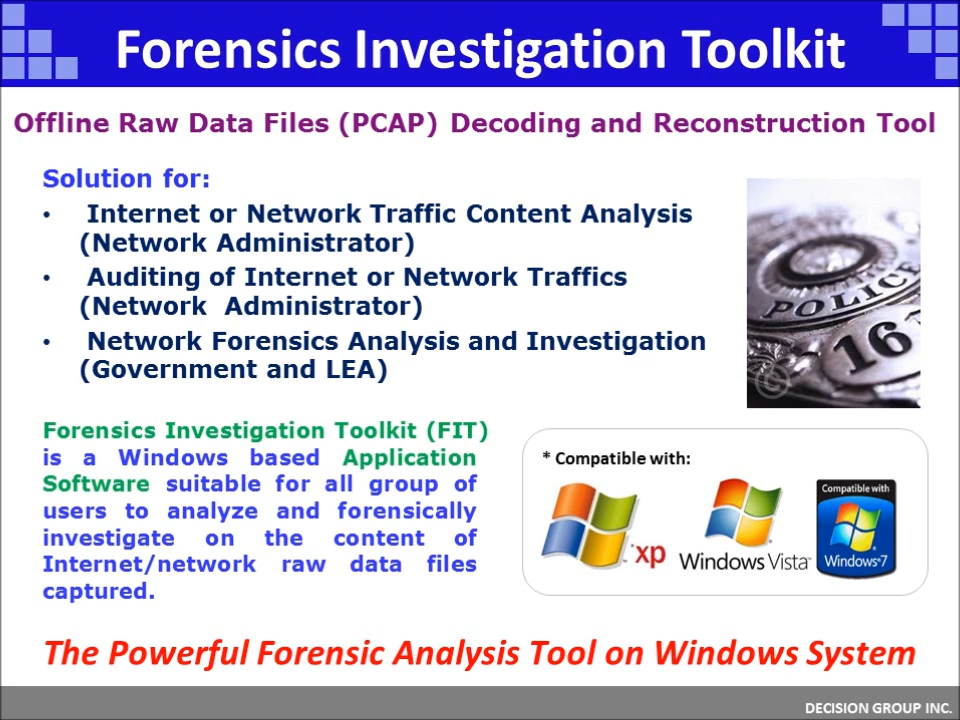 Forensics Investigation Toolkit
Offline Raw Data Files (PCAP) Decoding and Reconstruction Tool
Solution for:
• Internet or Network Traffic Content Analysis
(Network Administrator)
• Auditing of Internet or Network Traffics
(Network Administrator)
• Network Forensics Analysis and Investigation
(Government and LEA)
POLICE
16
Forensics Investigation Toolkit (FIT)
is a Windows based Application
Software suitable for all group of
users to analyze and forensically
investigate on the content of
Internet/network raw data files
captured.
* Compatible with:
xp
Windows Vista™
Compatible with
Windows®7
The Powerful Forensic Analysis Tool on Windows System
DECISION GROUP INC.